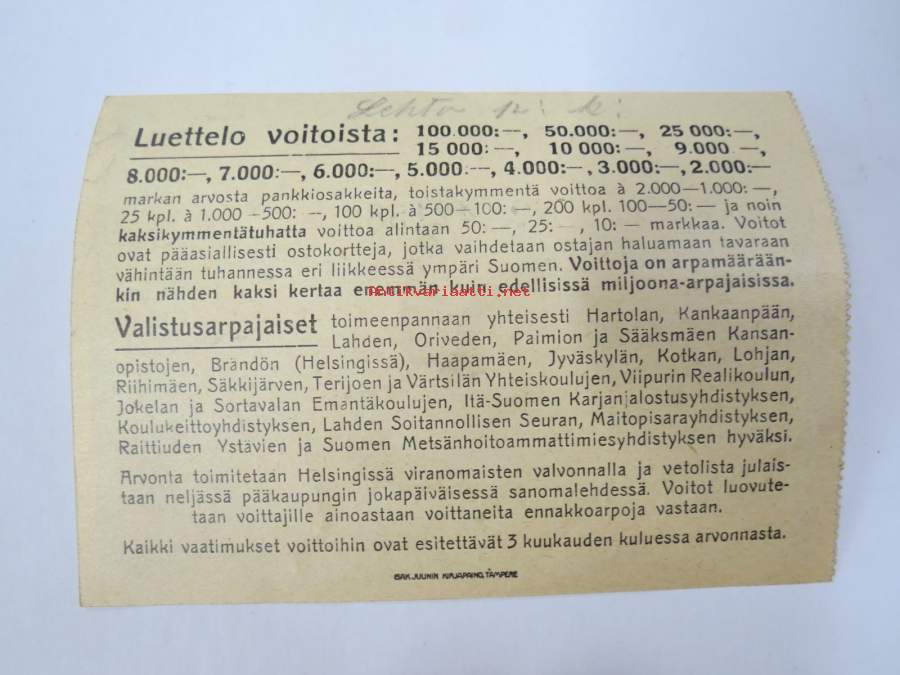 Lehto 12: k:
Luettelo voitoista: 100.000:—, 50.000:—, 25 000:—,
15 000:—, 10 000:—, 9.000 —,
8.000:—, 7.000:—, 6.000:—, 5.000.—, 4.000:—, 3.000:—, 2.000:—
markan arvosta pankkiosakkeita, toistakymmentä voittoa à 2.000—1.000: —,
25 kpl. à 1.000 —500: —, 100 kpl. à 500—100: —, 200 kpl. 100—50: — ja noin
kaksikymmentätuhatta voittoa alintaan 50: —, 25: —, 10: — markkaa. Voitot
ovat pääasiallisesti ostokortteja, jotka vaihdetaan ostajan haluamaan tavaraan
vähintään tuhannessa eri liikkeessä ympäri Suomen. Voittoja on arpamäärään-
kin nähden kaksi kertaa enemmän kuin edellisissä miljoona-arpajaisissa.
Antikvariaatti.net
Valistusarpajaiset toimeenpannaan yhteisesti Hartolan, Kankaanpään,
Lahden, Oriveden, Paimion ja Sääksmäen Kansan-
opistojen, Brändön (Helsingissä), Haapamäen, Jyväskylän, Kotkan, Lohjan,
Riihimäen, Säkkijärven, Terijoen ja Värtsilän Yhteiskoulujen, Viipurin Realikoulun,
Jokelan ja Sortavalan Emäntäkoulujen, Itä-Suomen Karjanjalostusyhdistyksen,
Koulukeittoyhdistyksen, Lahden Soitannollisen Seuran, Maitopisarayhdistyksen,
Raittiuden Ystävien ja Suomen Metsänhoitoammattimiesyhdistyksen hyväksi.
Arvonta toimitetaan Helsingissä viranomaisten valvonnalla ja vetolista julais-
taan neljässä pääkaupungin jokapäiväisessä sanomalehdessä. Voitot luovute-
taan voittajille ainoastaan voittaneita ennakkoarpoja vastaan.
Kaikki vaatimukset voittoihin ovat esitettävät 3 kuukauden kuluessa arvonnasta.
ISAK JUUNIN KIRJAPAINO, TAMPERE